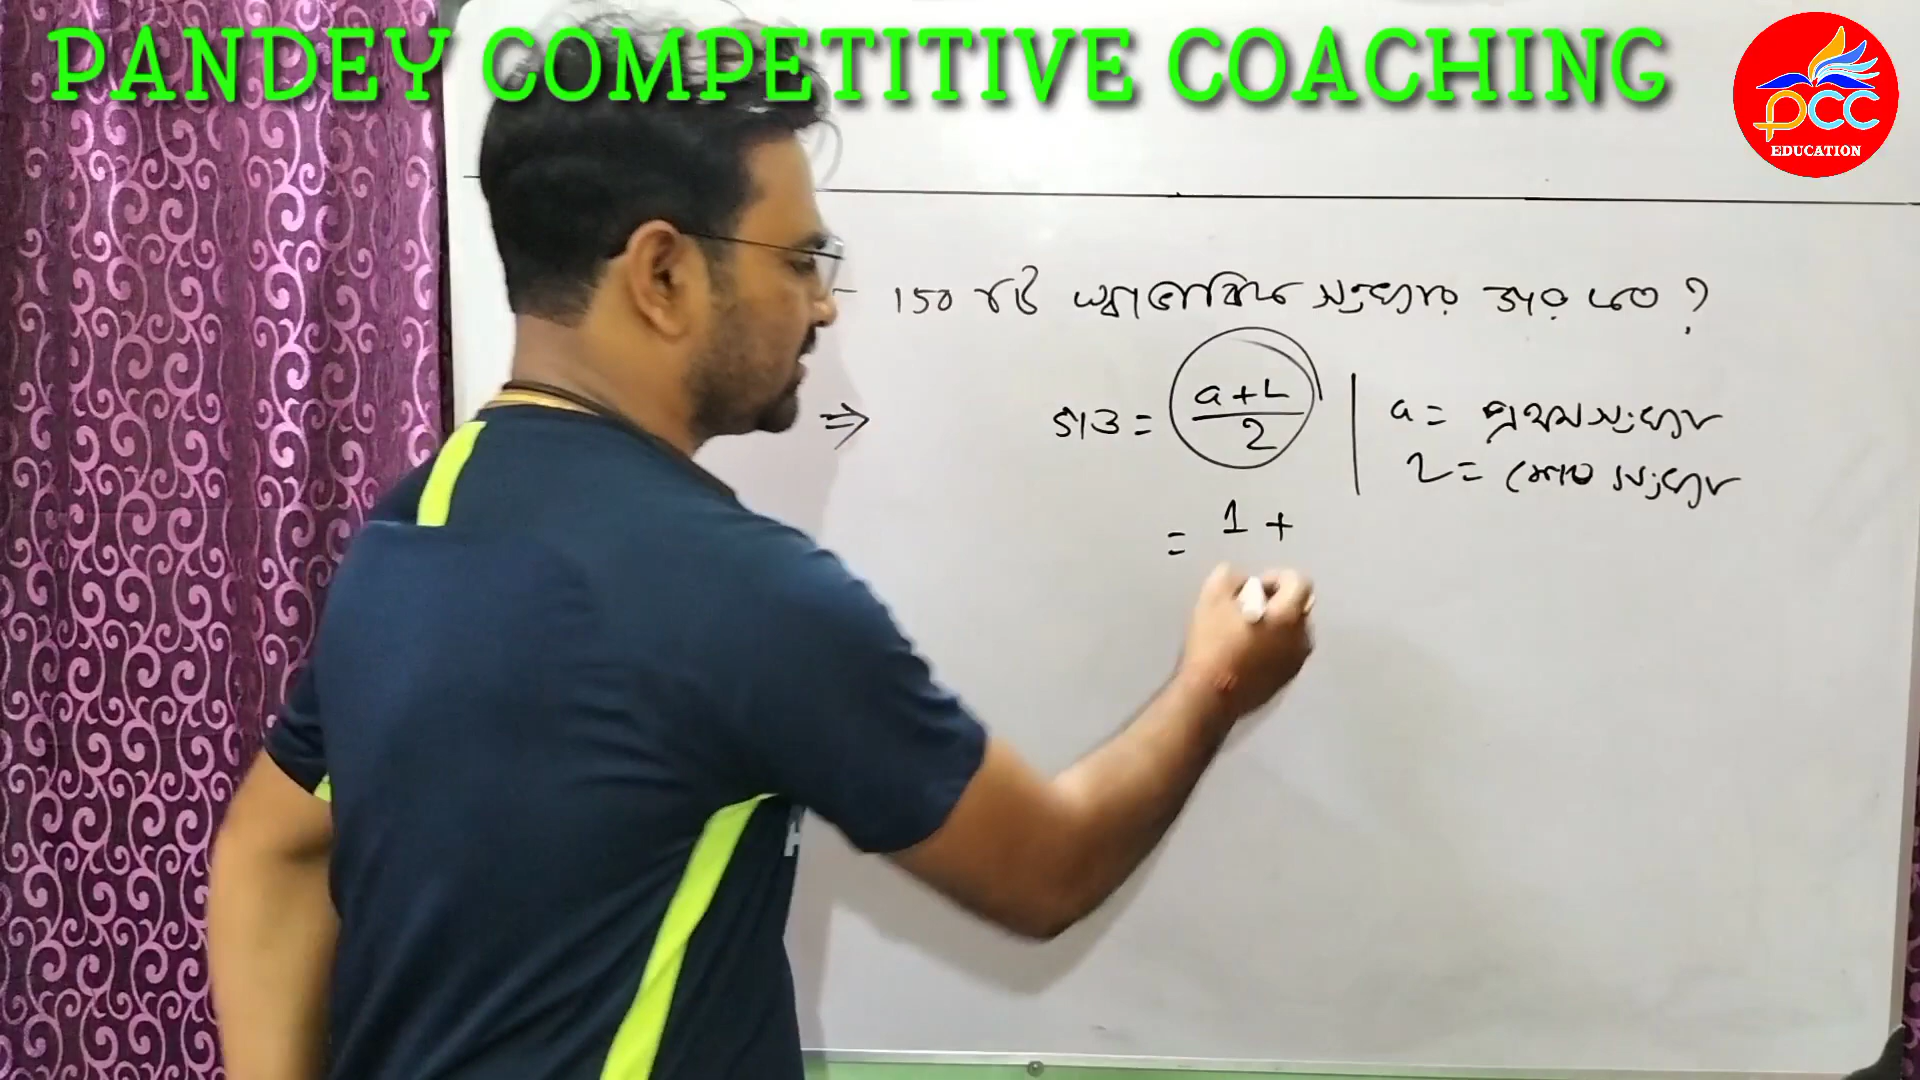 PANDEY COMPETITIVE COACHING
PCC
EDUCATION
- 150 টি স্বাভাবিক সংখ্যার গড় কত ?
⇒ গড় = a+L / 2
a = প্রথম সংখ্যা
L = শেষ সংখ্যা
= 1 +